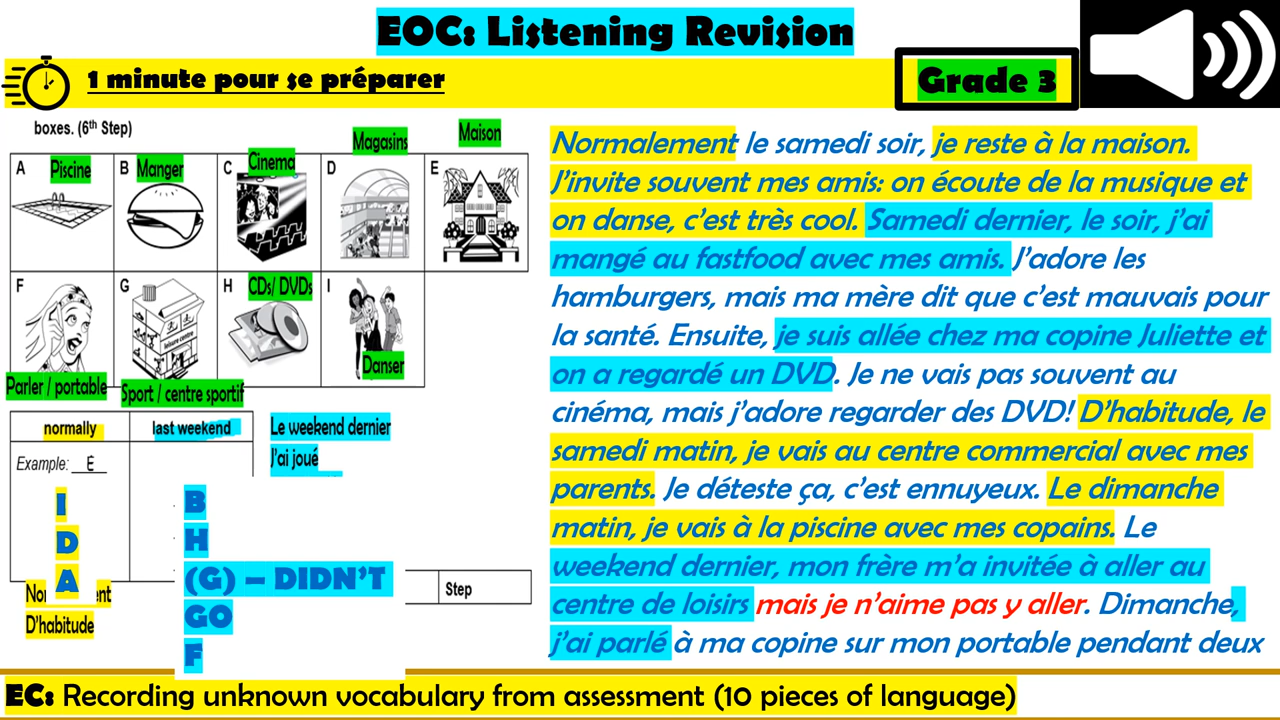 EOC: Listening Revision
1 minute pour se préparer
Grade 3
boxes. (6th Step)
A Piscine
B Manger
C Cinema
D Magasins
E Maison
F Parler / portable
G Sport / centre sportif
leisure centre
H CDs/ DVDs
I Danser
normally
last weekend
Example: E
I
D
A
D'habitude
B
H
(G) – DIDN'T
GO
F
Le weekend dernier
J'ai joué
Step
Normalement le samedi soir, je reste à la maison.
J'invite souvent mes amis: on écoute de la musique et
on danse, c'est très cool. Samedi dernier, le soir, j'ai
mangé au fastfood avec mes amis. J'adore les
hamburgers, mais ma mère dit que c'est mauvais pour
la santé. Ensuite, je suis allée chez ma copine Juliette et
on a regardé un DVD. Je ne vais pas souvent au
cinéma, mais j'adore regarder des DVD! D'habitude, le
samedi matin, je vais au centre commercial avec mes
parents. Je déteste ça, c'est ennuyeux. Le dimanche
matin, je vais à la piscine avec mes copains. Le
weekend dernier, mon frère m'a invitée à aller au
centre de loisirs mais je n'aime pas y aller. Dimanche,
j'ai parlé à ma copine sur mon portable pendant deux
EC: Recording unknown vocabulary from assessment (10 pieces of language)